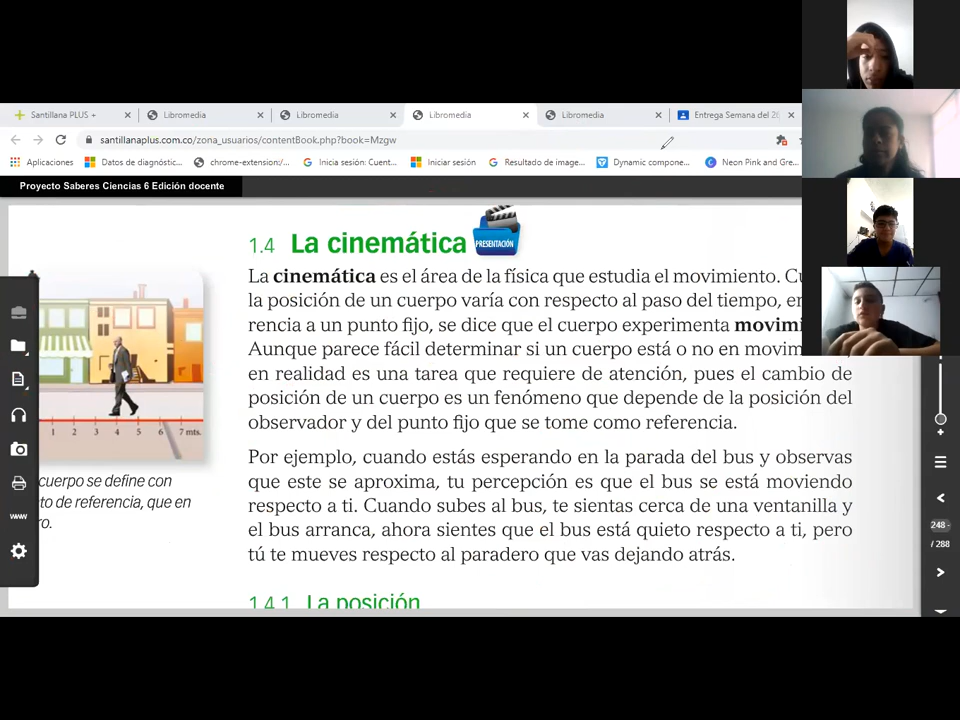 Santillana PLUS +
Libromedia
Libromedia
Libromedia
Libromedia
Entrega Semana del
santillanaplus.com.co/zona_usuarios/contentBook.php?book=Mzgw
Aplicaciones
Datos de diagnóstic...
chrome-extension:/...
Inicia sesión: Cuent...
Iniciar sesión
Resultado de image...
Dynamic compone...
Neon Pink and Gre...
Proyecto Saberes Ciencias 6 Edición docente
1.4 La cinemática
PRESENTACIÓN
La cinemática es el área de la física que estudia el movimiento.
la posición de un cuerpo varía con respecto al paso del tiempo, en
rencia a un punto fijo, se dice que el cuerpo experimenta movimi
Aunque parece fácil determinar si un cuerpo está o no en movim
en realidad es una tarea que requiere de atención, pues el cambio de
posición de un cuerpo es un fenómeno que depende de la posición del
observador y del punto fijo que se tome como referencia.
Por ejemplo, cuando estás esperando en la parada del bus y observas
que este se aproxima, tu percepción es que el bus se está moviendo
respecto a ti. Cuando subes al bus, te sientas cerca de una ventanilla y
el bus arranca, ahora sientes que el bus está quieto respecto a ti, pero
tú te mueves respecto al paradero que vas dejando atrás.
1.4.1 La posición
1 2 3 4 5 6 7 mts.
cuerpo se define con
to de referencia, que en
ro.
www
248 -
/ 288